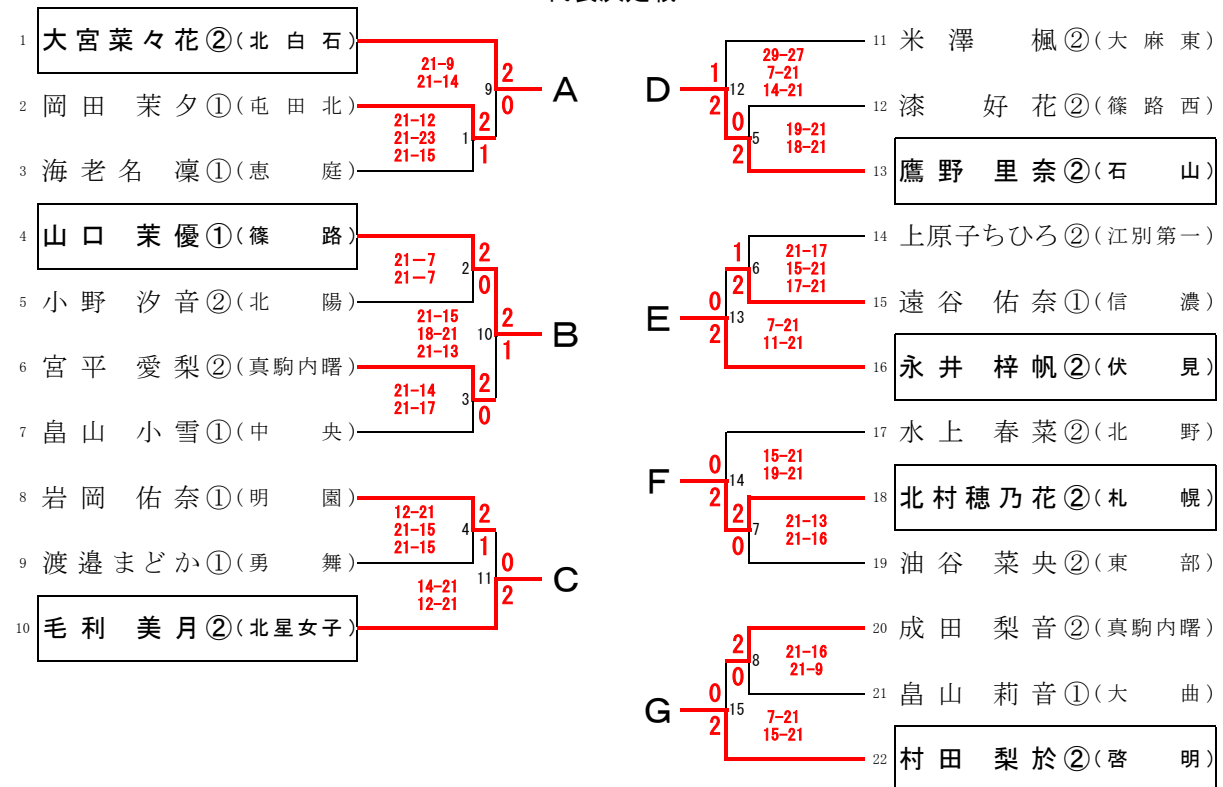 1 大宮菜々花②(北白石)
2 岡田茉夕①(屯田北)
3 海老名凜①(恵庭)
4 山口茉優①(篠路)
5 小野汐音②(北陽)
6 宮平愛梨②(真駒内曙)
7 畠山小雪①(中央)
8 岩岡佑奈①(明園)
9 渡邉まどか①(勇舞)
10 毛利美月②(北星女子)
21-9
21-14
9
2
0
A
21-12
21-23
21-15
1
2
1
21-7
21-7
2
2
0
21-15
18-21
21-13
10
2
1
B
21-14
21-17
3
2
0
12-21
21-15
21-15
4
2
1
14-21
12-21
11
0
2
C
11 米澤楓②(大麻東)
12 漆好花②(篠路西)
13 鷹野里奈②(石山)
14 上原子ちひろ②(江別第一)
15 遠谷佑奈①(信濃)
16 永井梓帆②(伏見)
17 水上春菜②(北野)
18 北村穂乃花②(札幌)
19 油谷菜央②(東部)
20 成田梨音②(真駒内曙)
21 畠山莉音①(大曲)
22 村田梨於②(啓明)
D
1
2
12
29-27
7-21
14-21
0
2
5
19-21
18-21
E
0
2
13
1
2
6
21-17
15-21
17-21
7-21
11-21
F
0
2
14
15-21
19-21
2
0
7
21-13
21-16
G
0
2
15
2
0
8
21-16
21-9
7-21
15-21